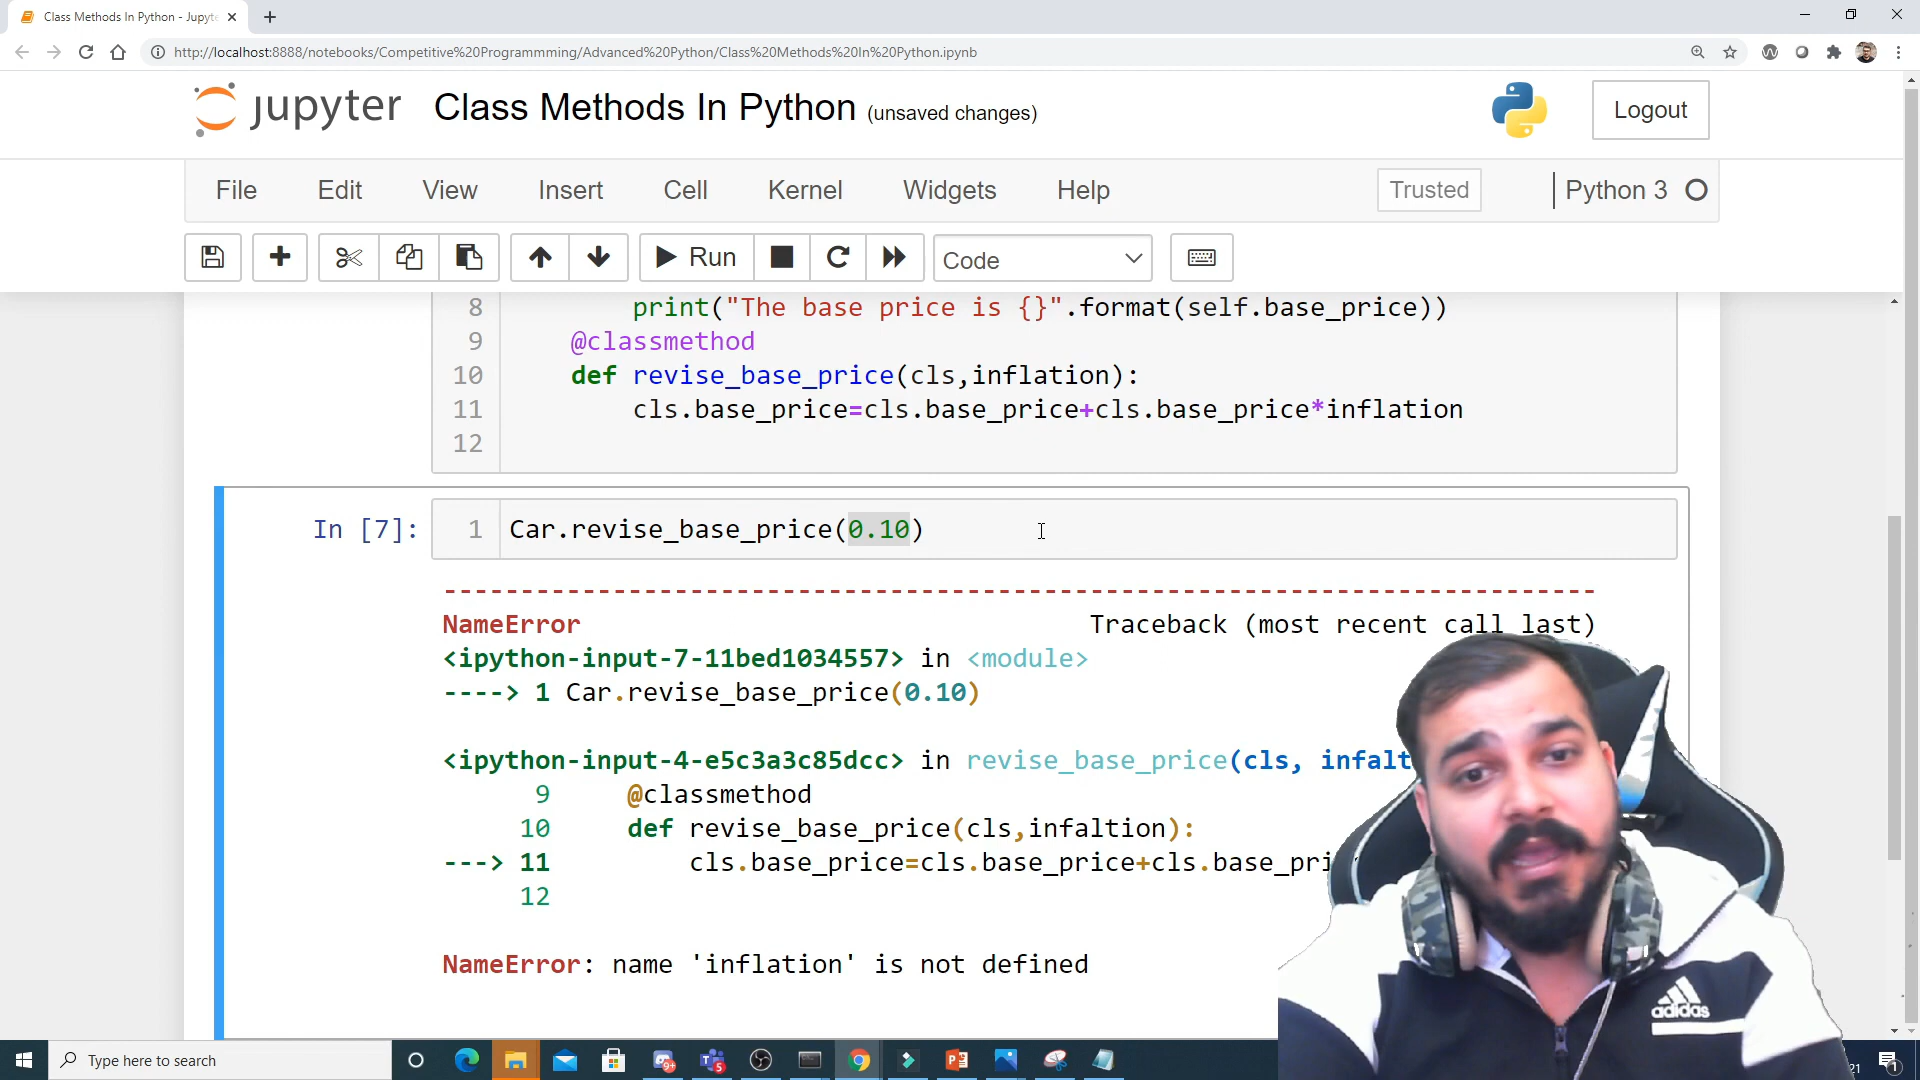 Class Methods In Python - Jupyte
http://localhost:8888/notebooks/Competitive%20Programmming/Advanced%20Python/Class%20Methods%20In%20Python.ipynb
jupyter Class Methods In Python (unsaved changes)
Logout
File Edit View Insert Cell Kernel Widgets Help Trusted Python 3
Run Code
8 print("The base price is {}".format(self.base_price))
9 @classmethod
10 def revise_base_price(cls,inflation):
11 cls.base_price=cls.base_price+cls.base_price*inflation
12
In [7]: 1 Car.revise_base_price(0.10)
---------------------------------------------------------------------------
NameError Traceback (most recent call last)
<ipython-input-7-11bed1034557> in <module>
----> 1 Car.revise_base_price(0.10)
<ipython-input-4-e5c3a3c85dcc> in revise_base_price(cls, infalt
9 @classmethod
10 def revise_base_price(cls,infaltion):
---> 11 cls.base_price=cls.base_price+cls.base_pri
12
NameError: name 'inflation' is not defined
adidas
Type here to search
9+
5
21
1